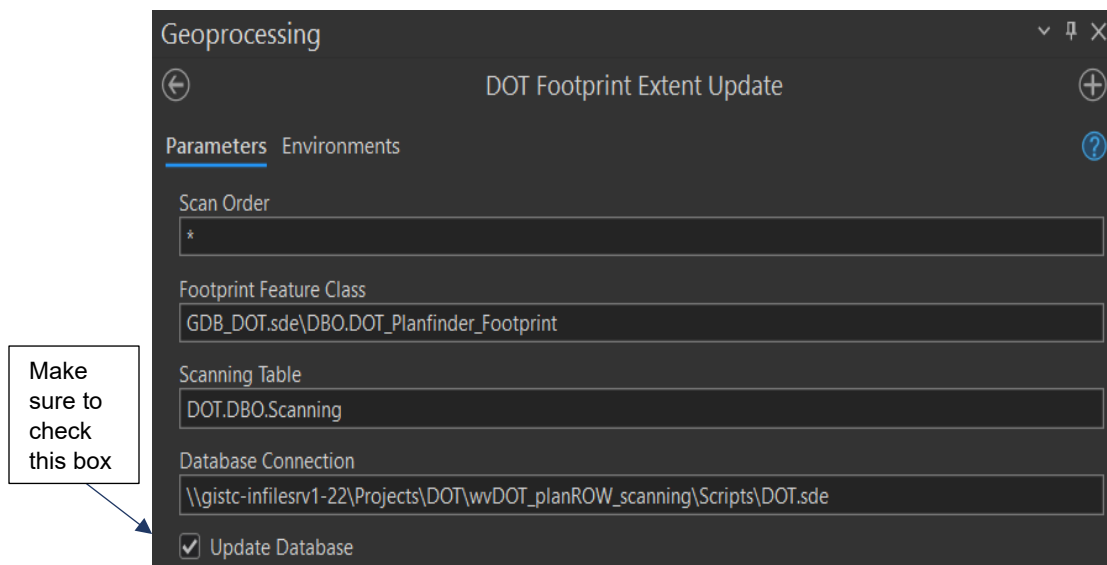 Geoprocessing
DOT Footprint Extent Update
Parameters Environments
Scan Order
*
Footprint Feature Class
GDB_DOT.sde\DBO.DOT_Planfinder_Footprint
Scanning Table
DOT.DBO.Scanning
Database Connection
\\gistc-infilesrv1-22\Projects\DOT\wvDOT_planROW_scanning\Scripts\DOT.sde
Update Database
Make
sure to
check
this box